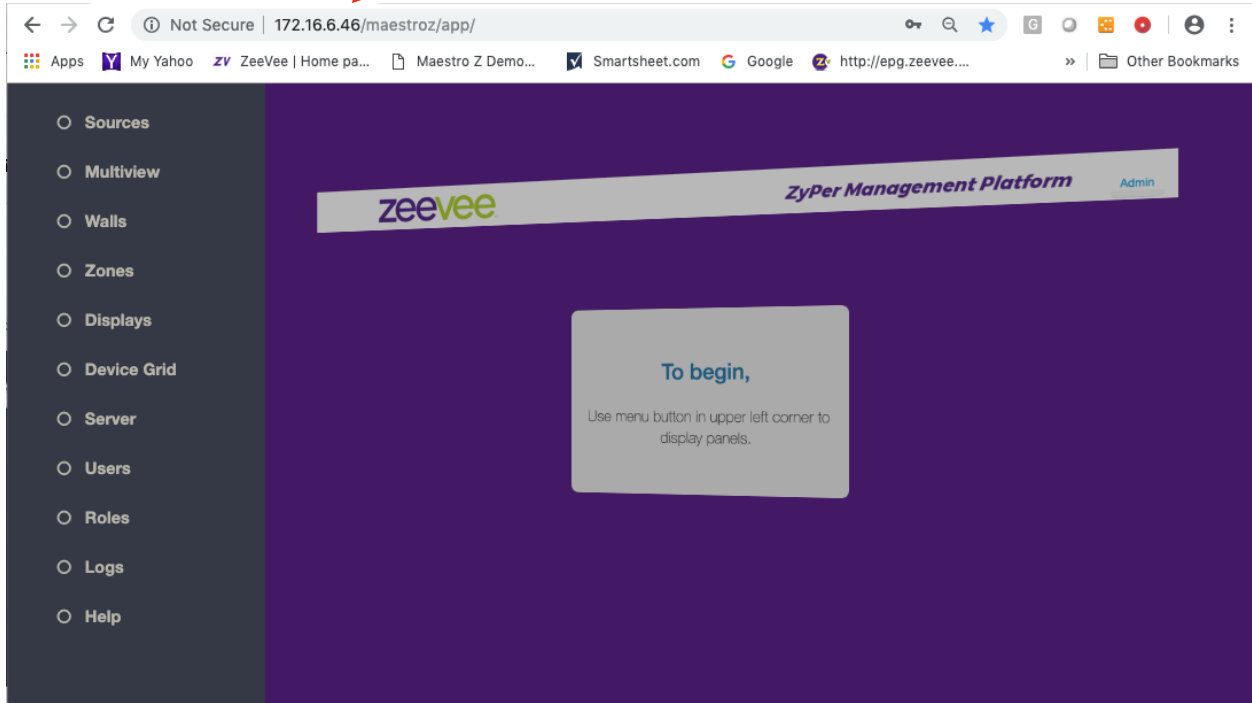 Not Secure | 172.16.6.46/maestroz/app/
G
Apps My Yahoo ZV ZeeVee | Home pa... Maestro Z Demo... Smartsheet.com G Google http://epg.zeevee.... » Other Bookmarks
Sources
Multiview
Walls
Zones
Displays
Device Grid
Server
Users
Roles
Logs
Help
zeevee ZyPer Management Platform Admin
To begin,
Use menu button in upper left corner to
display panels.